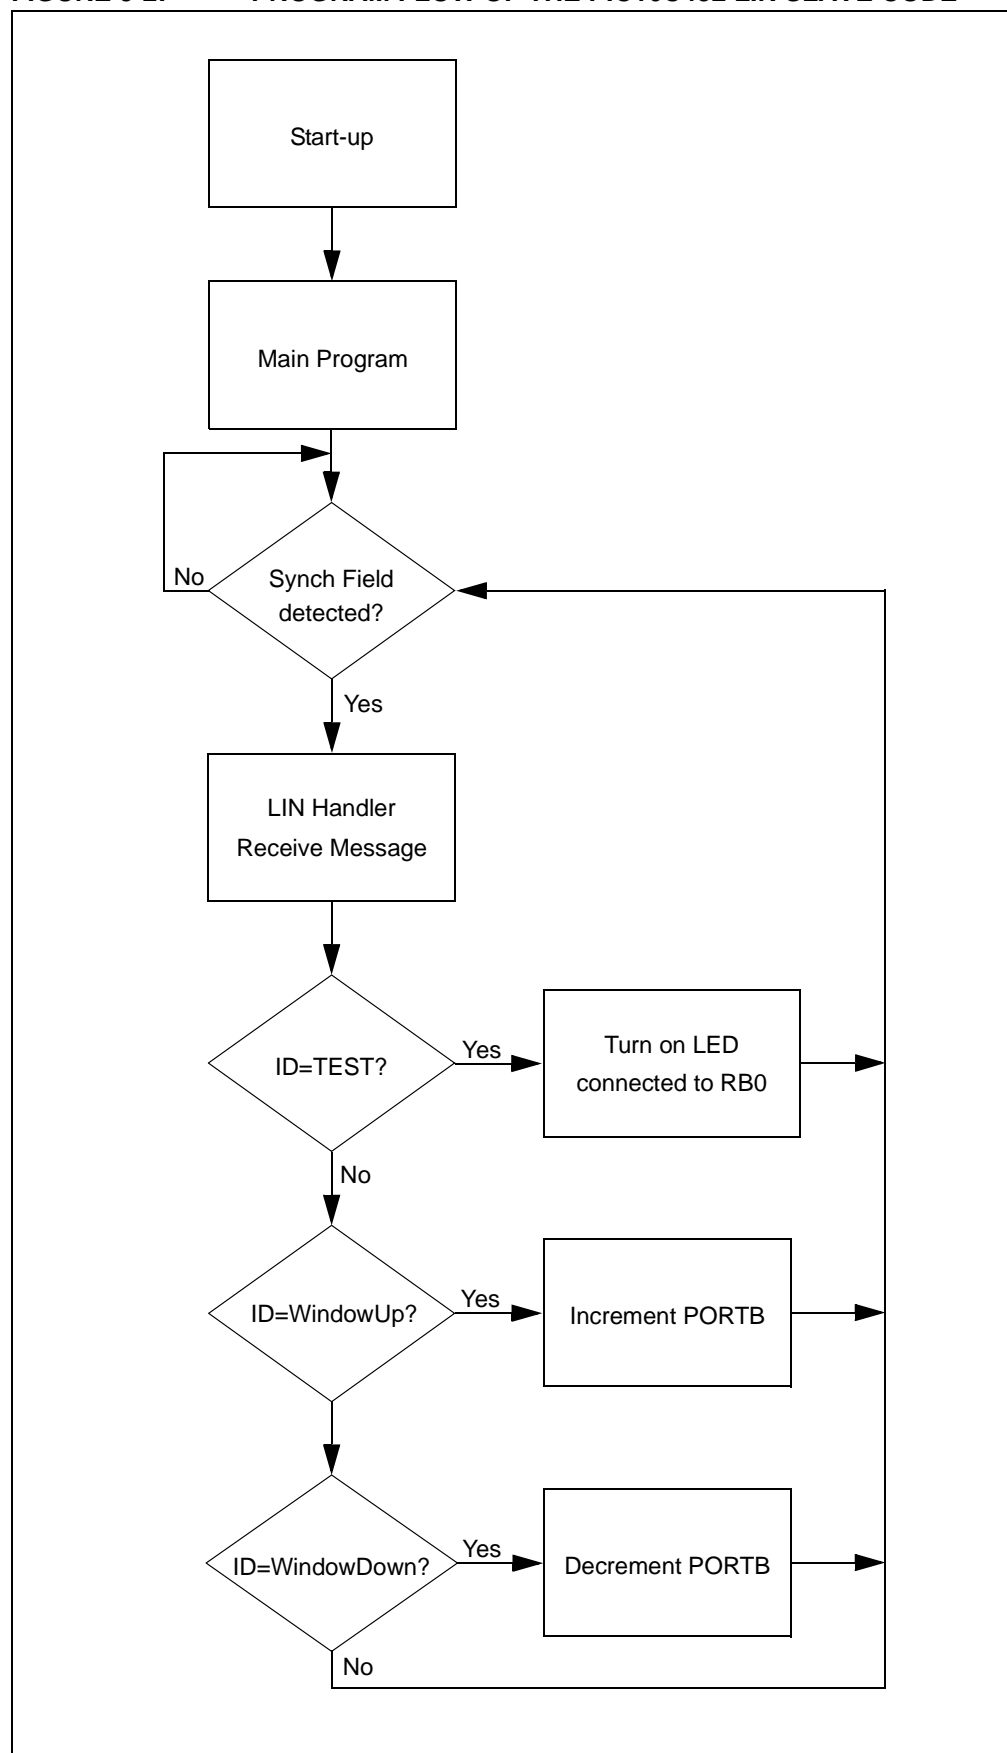 Start-up
Main Program
No
Synch Field
detected?
Yes
LIN Handler
Receive Message
ID=TEST?
Yes
Turn on LED
connected to RB0
No
ID=WindowUp?
Yes
Increment PORTB
ID=WindowDown?
Yes
Decrement PORTB
No